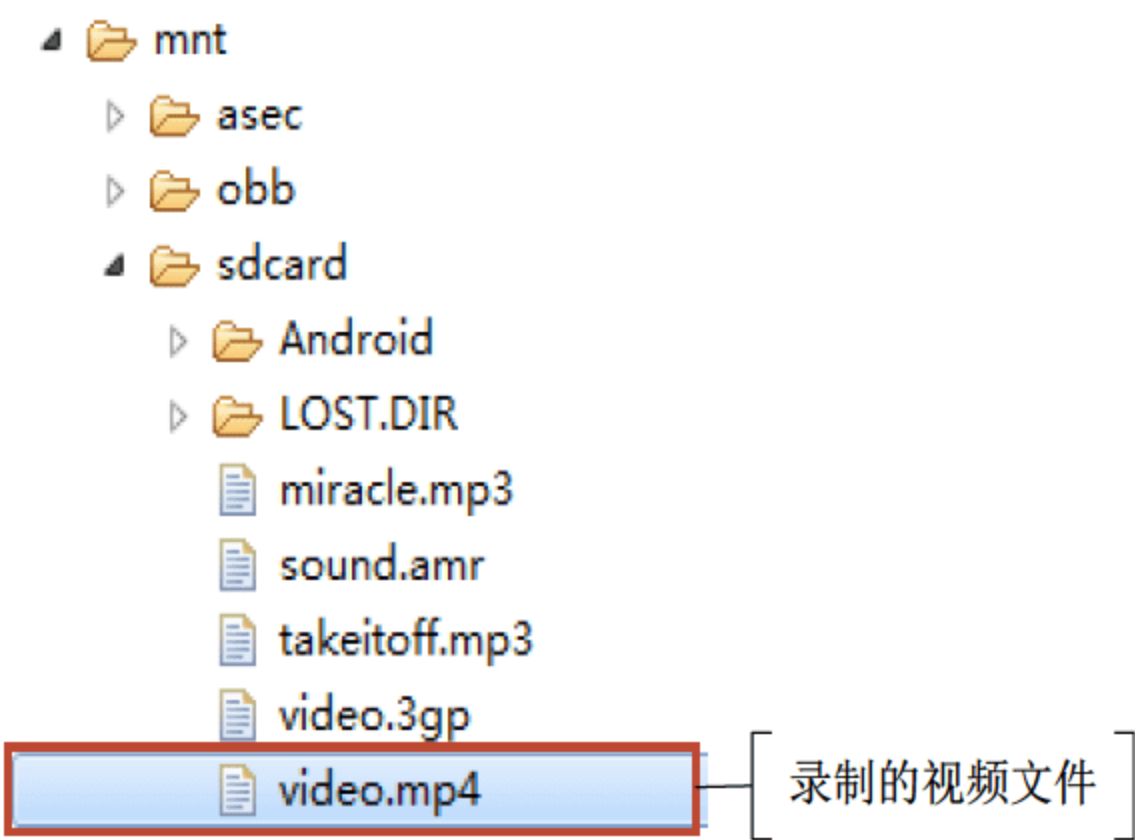 mnt
asec
obb
sdcard
Android
LOST.DIR
miracle.mp3
sound.amr
takeitoff.mp3
video.3gp
video.mp4
录制的视频文件